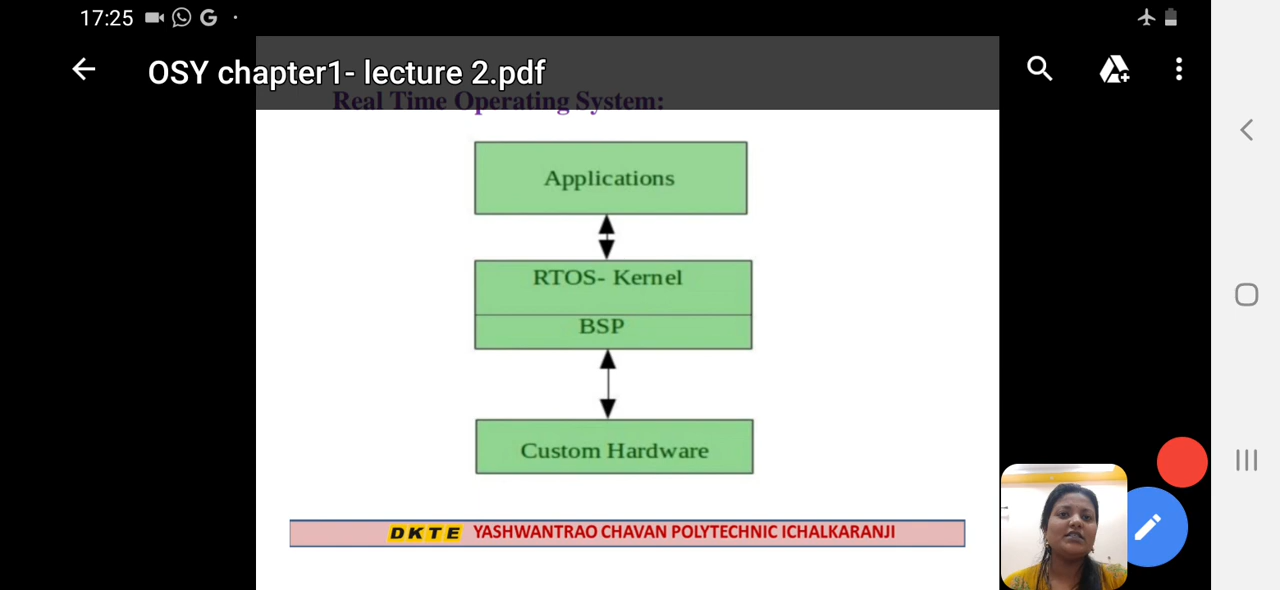 17:25
OSY chapter1- lecture 2.pdf
Real Time Operating System:
Applications
RTOS- Kernel
BSP
Custom Hardware
DKTE YASHWANTRAO CHAVAN POLYTECHNIC ICHALKARANJI